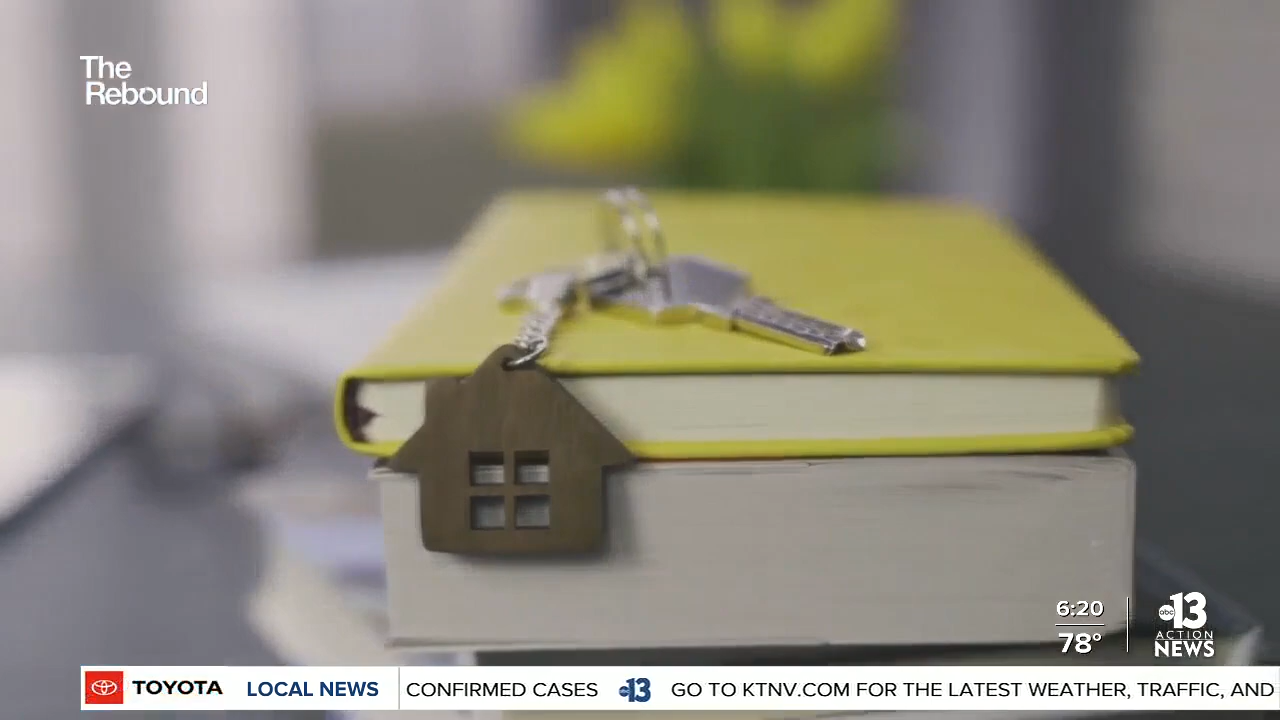 The
Rebound
6:20
78°
abc 13
ACTION
NEWS
TOYOTA LOCAL NEWS CONFIRMED CASES 13 GO TO KTNV.COM FOR THE LATEST WEATHER, TRAFFIC, AND